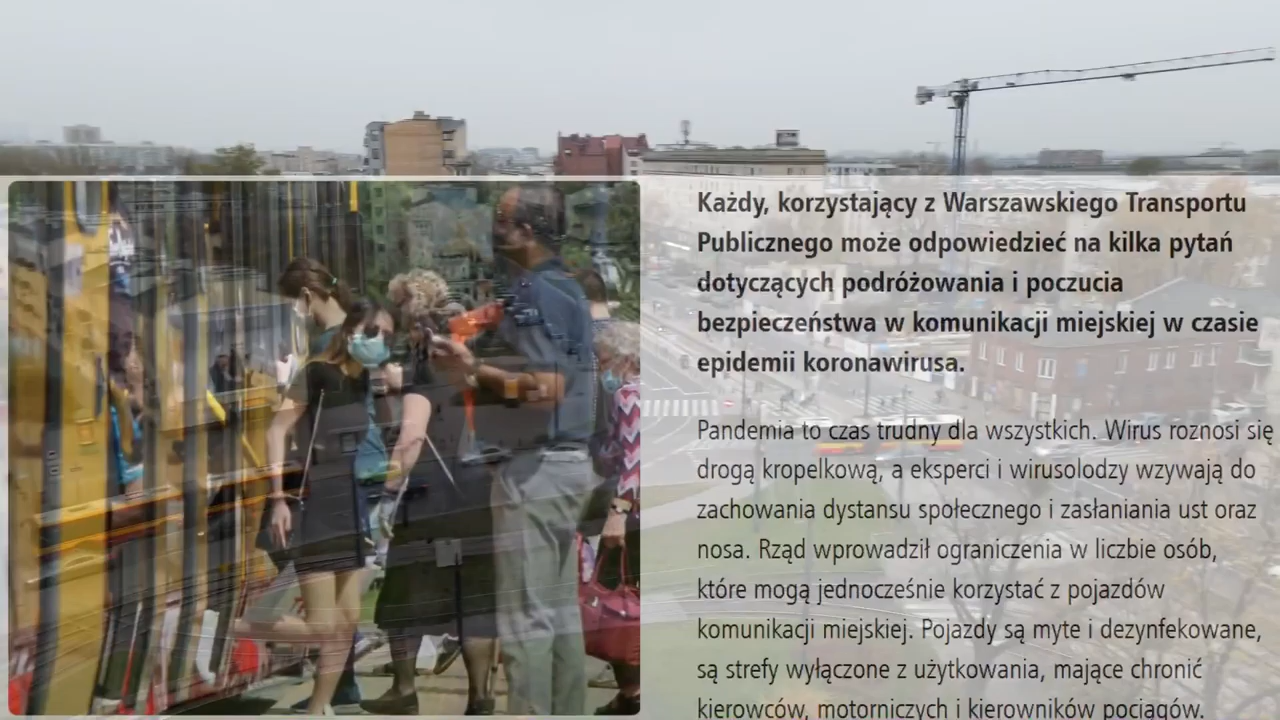 Każdy, korzystający z Warszawskiego Transportu
Publicznego może odpowiedzieć na kilka pytań
dotyczących podróżowania i poczucia
bezpieczeństwa w komunikacji miejskiej w czasie
epidemii koronawirusa.
Pandemia to czas trudny dla wszystkich. Wirus roznosi się
drogą kropelkową, a eksperci i wirusolodzy wzywają do
zachowania dystansu społecznego i zasłaniania ust oraz
nosa. Rząd wprowadził ograniczenia w liczbie osób,
które mogą jednocześnie korzystać z pojazdów
komunikacji miejskiej. Pojazdy są myte i dezynfekowane,
są strefy wyłączone z użytkowania, mające chronić
kierowców, motorniczych i kierowników pociągów.